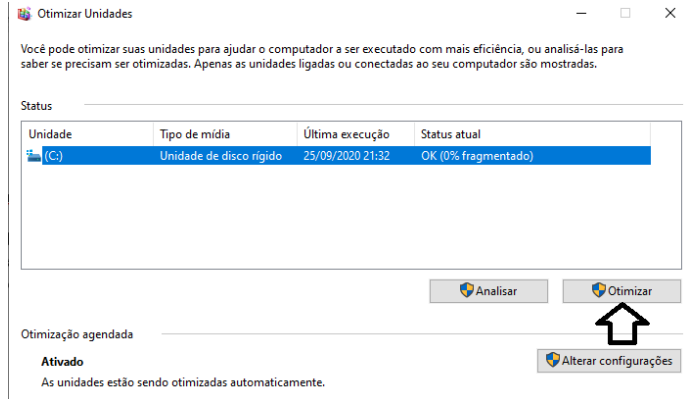 Otimizar Unidades
Você pode otimizar suas unidades para ajudar o computador a ser executado com mais eficiência, ou analisá-las para
saber se precisam ser otimizadas. Apenas as unidades ligadas ou conectadas ao seu computador são mostradas.
Status
Unidade Tipo de mídia Última execução Status atual
(C:) Unidade de disco rígido 25/09/2020 21:32 OK (0% fragmentado)
Analisar Otimizar
Otimização agendada
Ativado Alterar configurações
As unidades estão sendo otimizadas automaticamente.